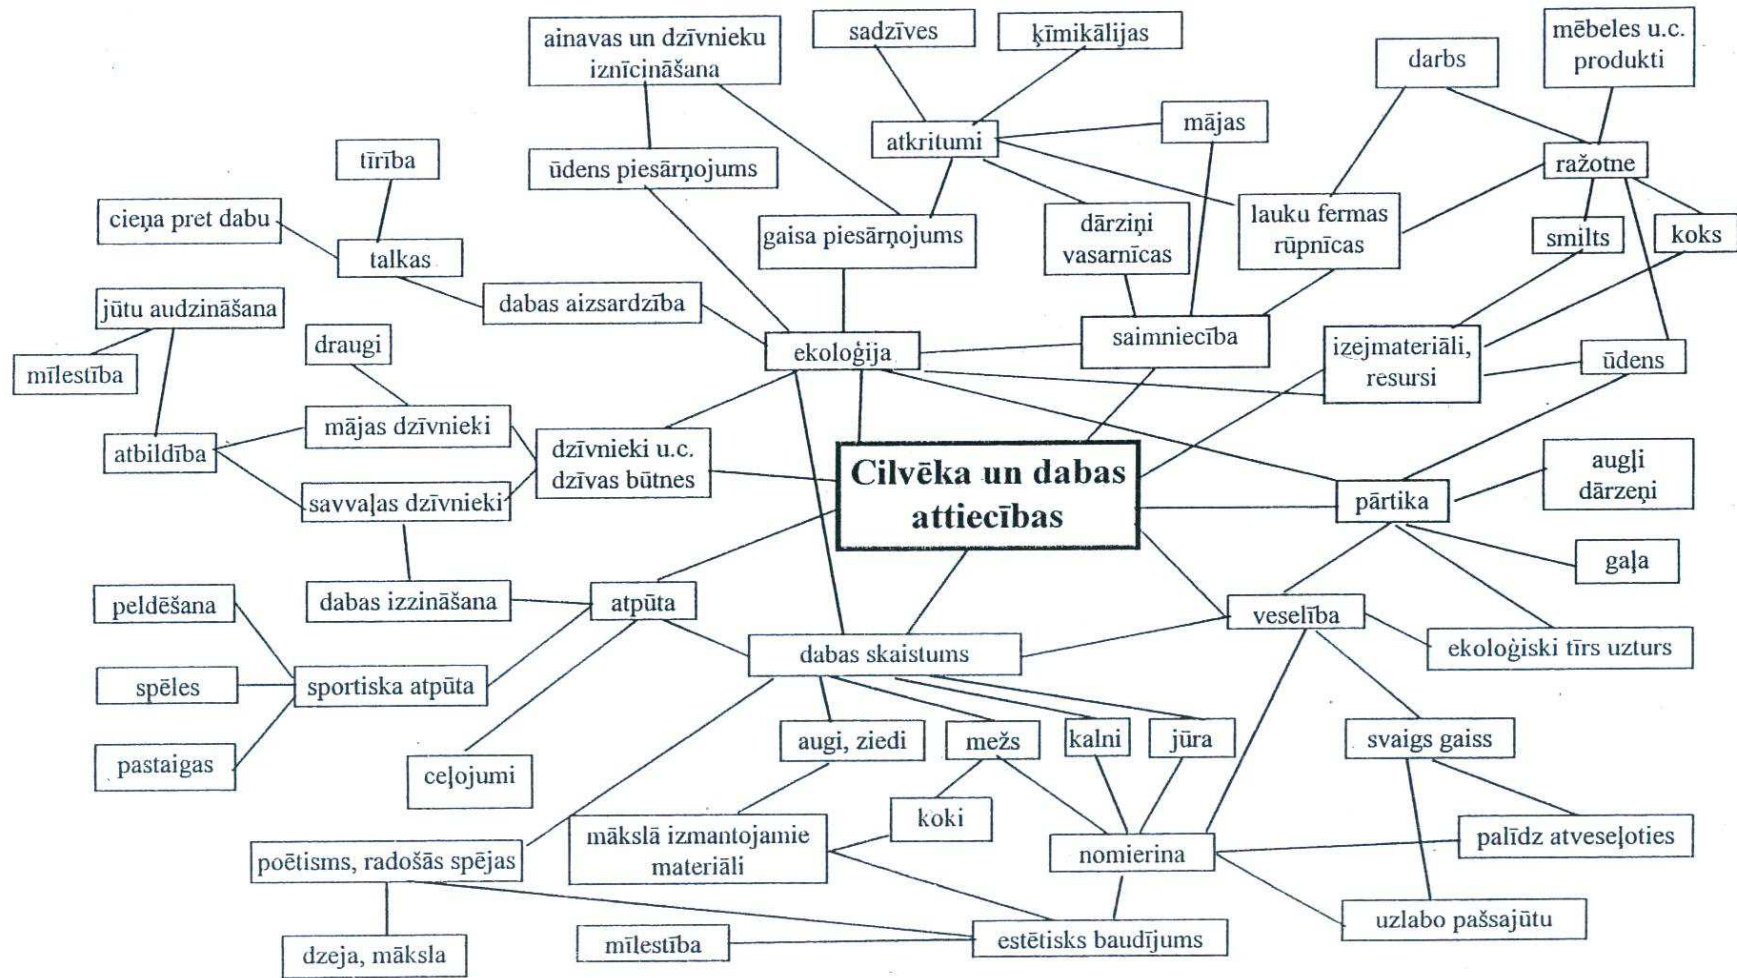 ainavas un dzīvnieku
iznīcināšana
sadzīves
ķīmikālijas
darbs
mēbeles u.c.
produkti
atkritumi
mājas
tīrība
ūdens piesārņojums
ražotne
cieņa pret dabu
talkas
gaisa piesārņojums
dārziņi
vasarnīcas
lauku fermas
rūpnīcas
smilts
koks
jūtu audzināšana
dabas aizsardzība
draugi
ekoloģija
saimniecība
izejmateriāli,
resursi
ūdens
mīlestība
mājas dzīvnieki
atbildība
dzīvnieki u.c.
dzīvas būtnes
Cilvēka un dabas
attiecības
augļi
dārzeņi
savvaļas dzīvnieki
pārtika
gaļa
peldēšana
dabas izzināšana
atpūta
veselība
dabas skaistums
ekoloģiski tīrs uzturs
spēles
sportiska atpūta
augi, ziedi
mežs
kalni
jūra
svaigs gaiss
pastaigas
ceļojumi
koki
mākslā izmantojamie
materiāli
nomierina
palīdz atveseļoties
poētisms, radošās spējas
uzlabo pašsajūtu
dzeja, māksla
mīlestība
estētisks baudījums